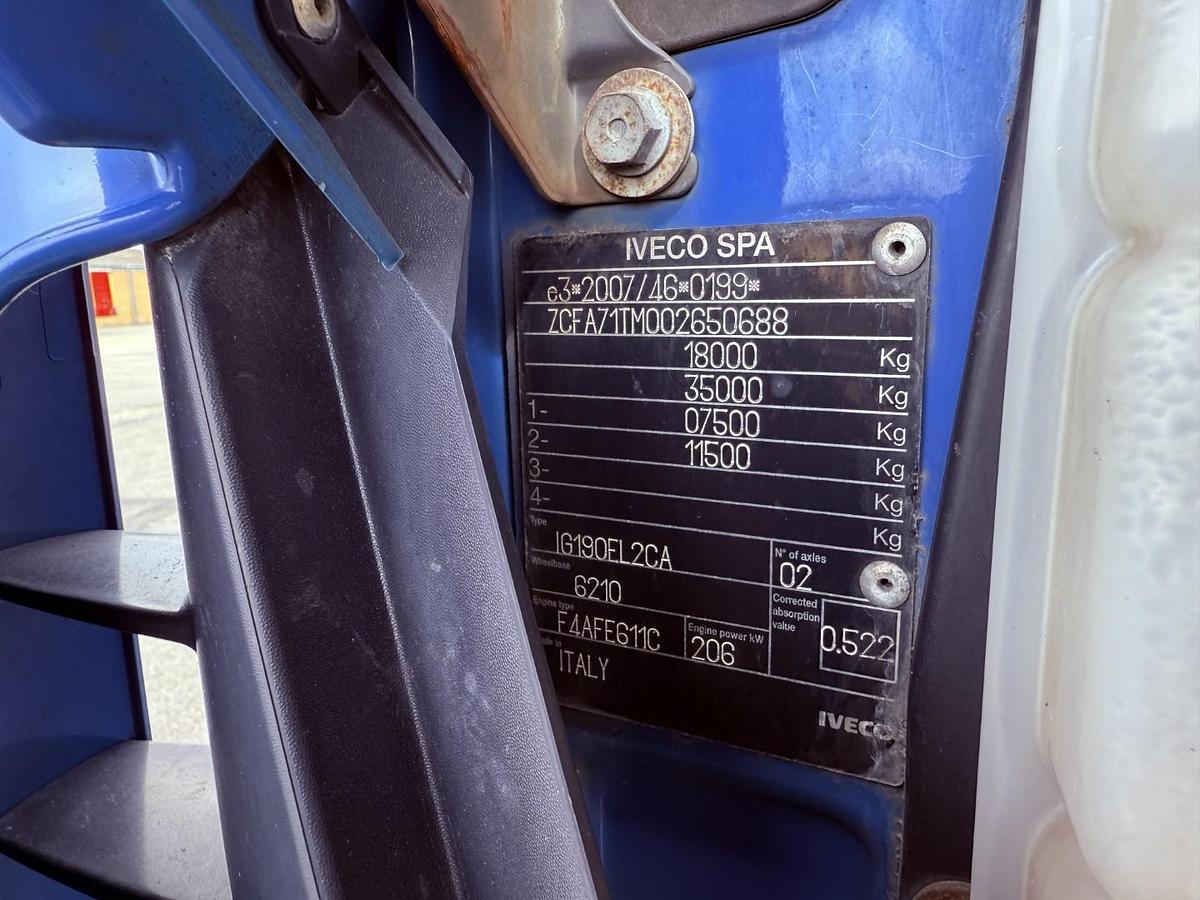 IVECO SPA
e3*2007/46*0199*
ZCFA71TM002650688
18000 Kg
35000 Kg
1- 07500 Kg
2- 11500 Kg
3- Kg
4- Kg
Type IG190EL2CA
N° of axles 02
Wheelbase 6210
Corrected absorption value 0.522
Engine type F4AFE611C
Engine power kW 206
ITALY
IVECO